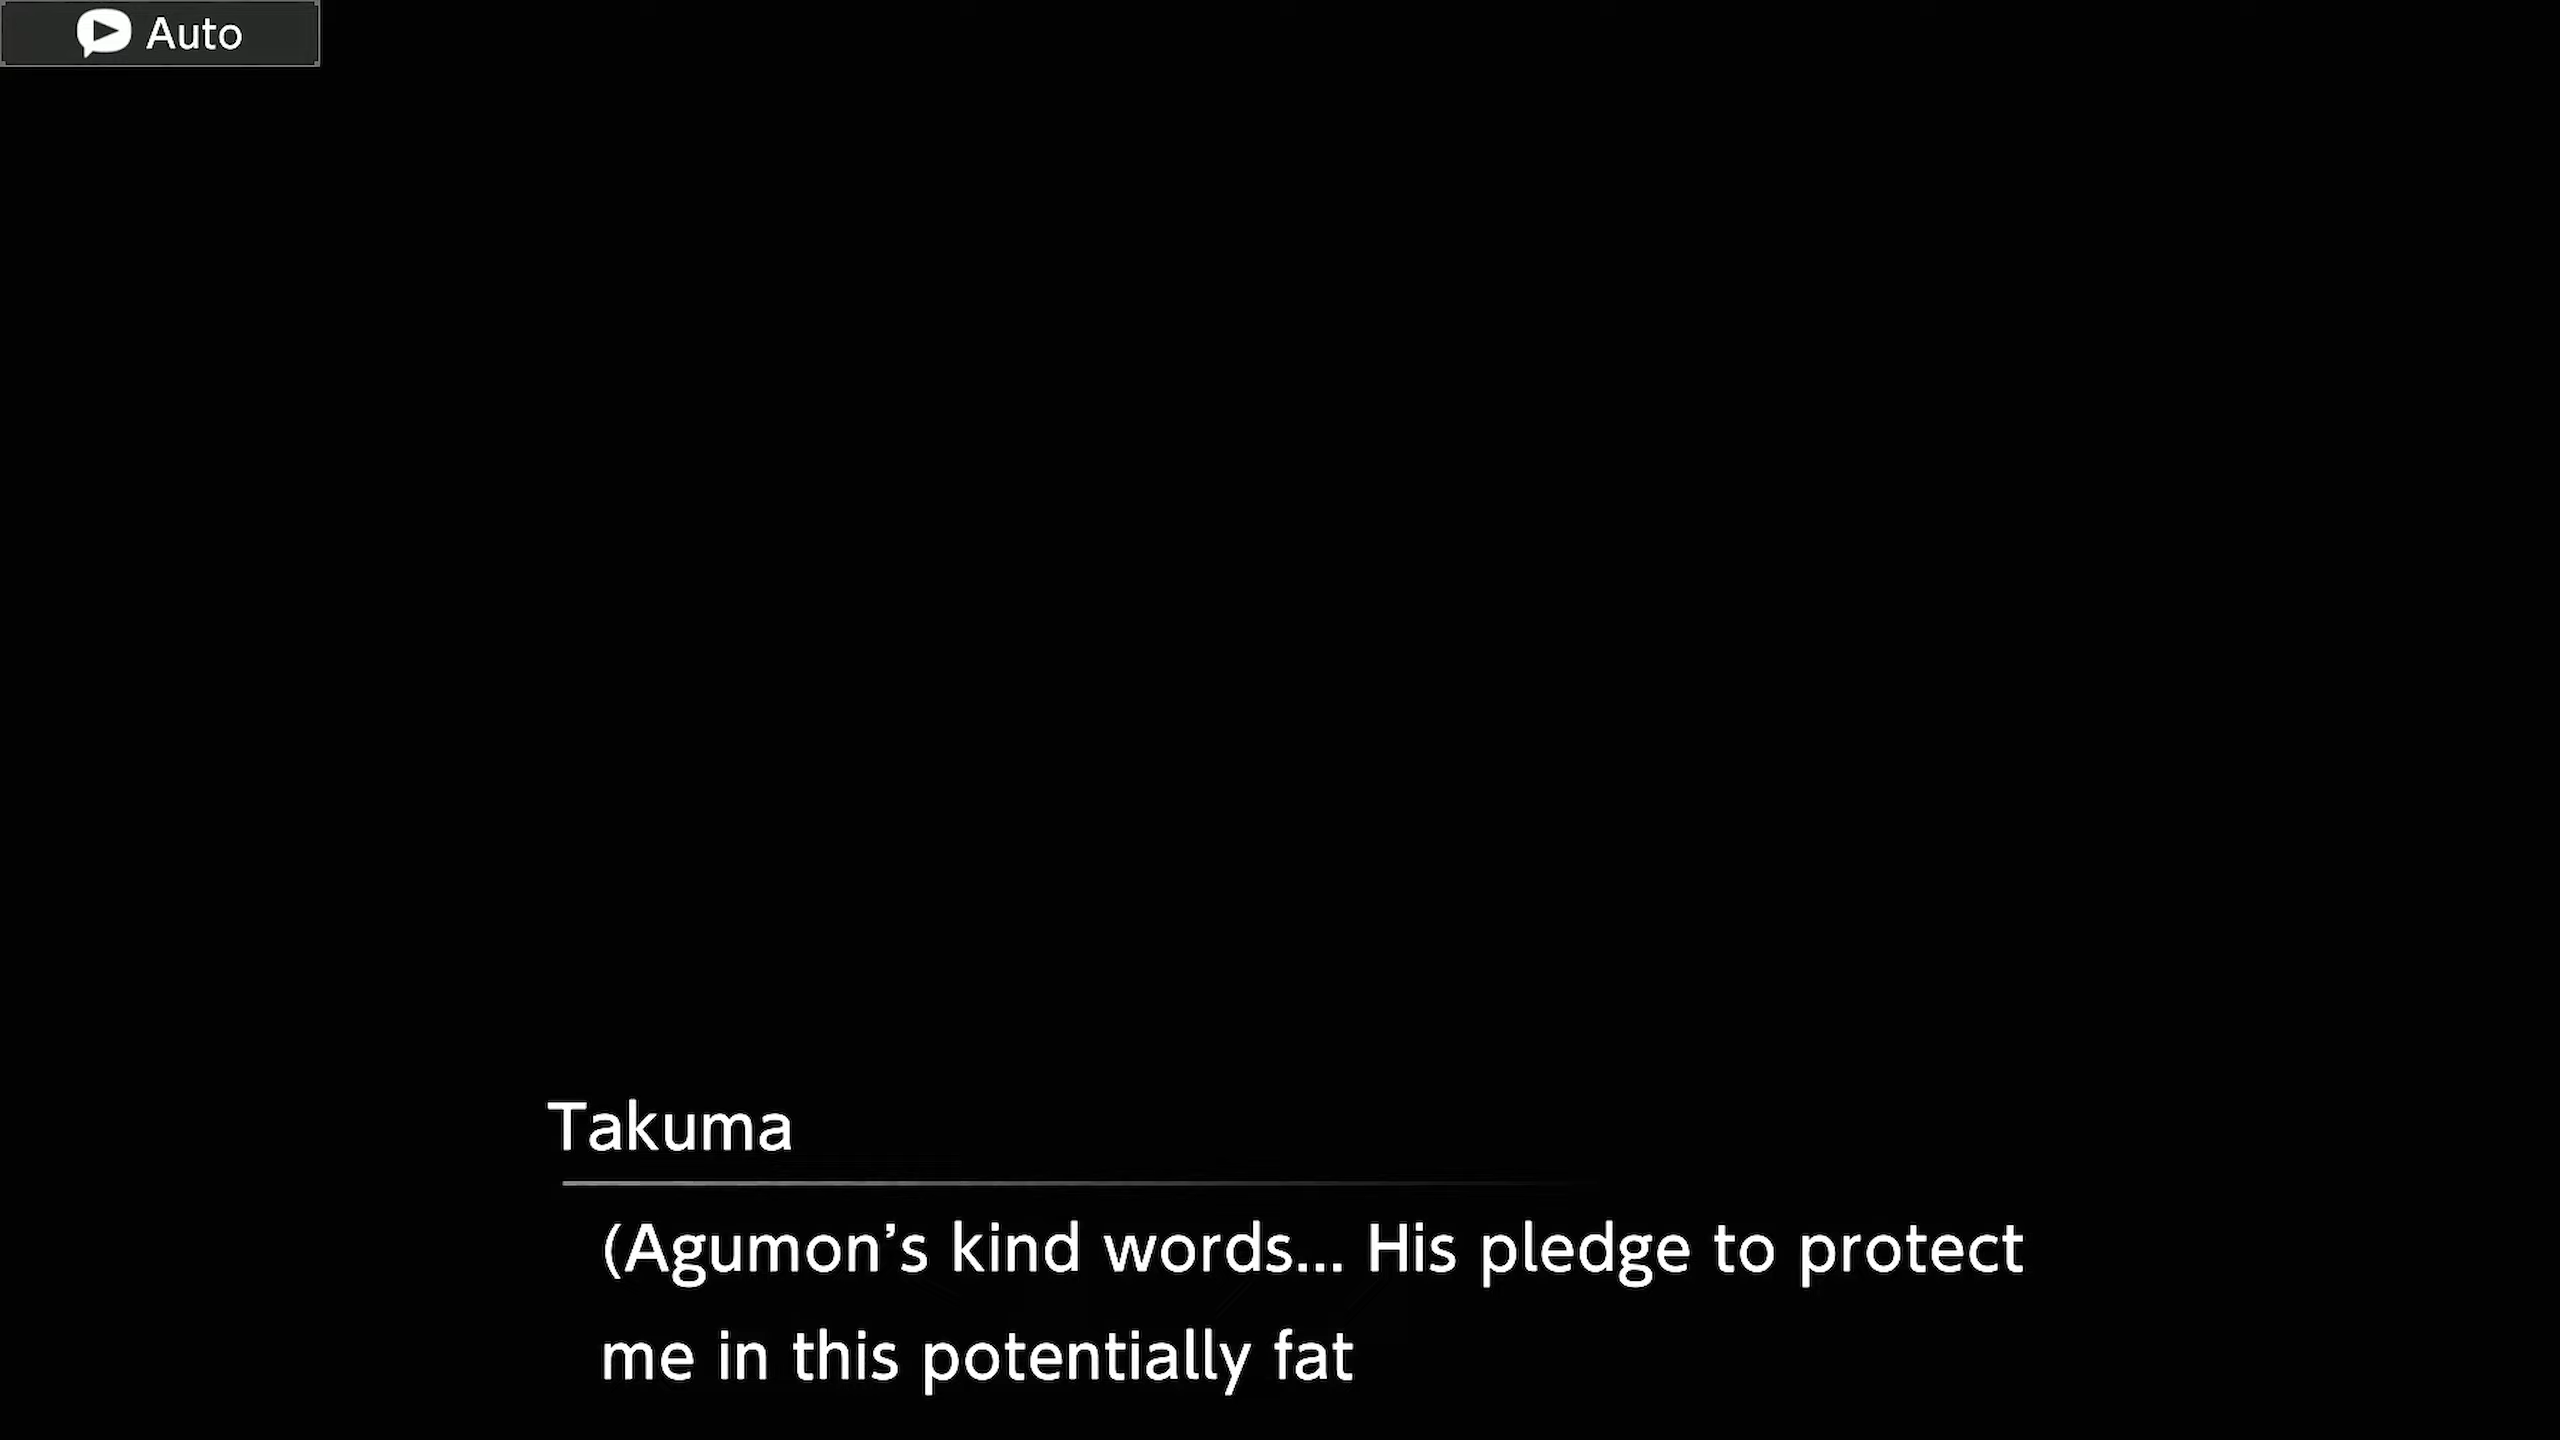 Auto
Takuma
(Agumon’s kind words... His pledge to protect
me in this potentially fat